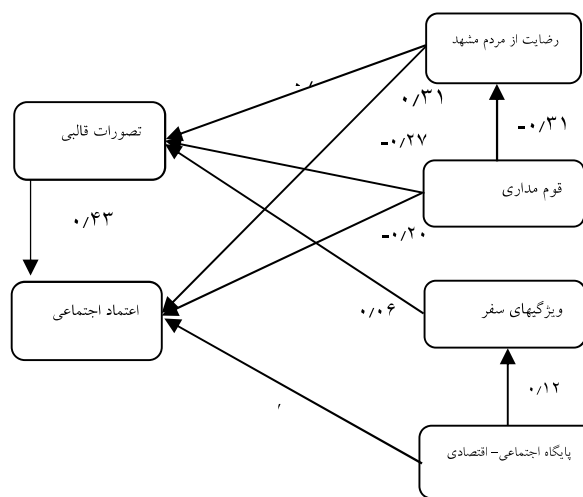 رضایت از مردم مشهد
۰/۳۱
-۰/۳۱
تصورات قالبی
-۰/۲۷
قوم مداری
۰/۴۳
-۰/۲۰
اعتماد اجتماعی
ویژگیهای سفر
۰/۰۶
۰/۱۲
پایگاه اجتماعی- اقتصادی